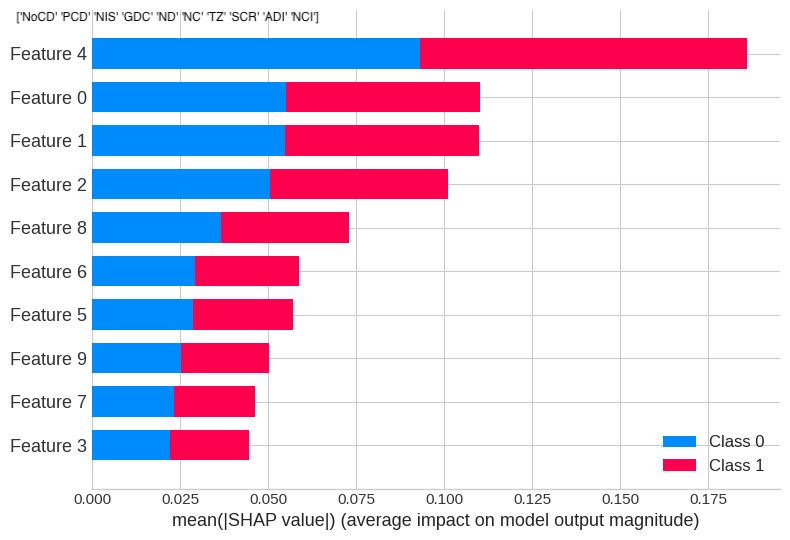 ['NoCD' 'PCD' 'NIS' 'GDC' 'ND' 'NC' 'TZ' 'SCR' 'ADI' 'NCI']
Feature 4
Feature 0
Feature 1
Feature 2
Feature 8
Feature 6
Feature 5
Feature 9
Feature 7
Feature 3
Class 0
Class 1
0.000 0.025 0.050 0.075 0.100 0.125 0.150 0.175
mean(|SHAP value|) (average impact on model output magnitude)